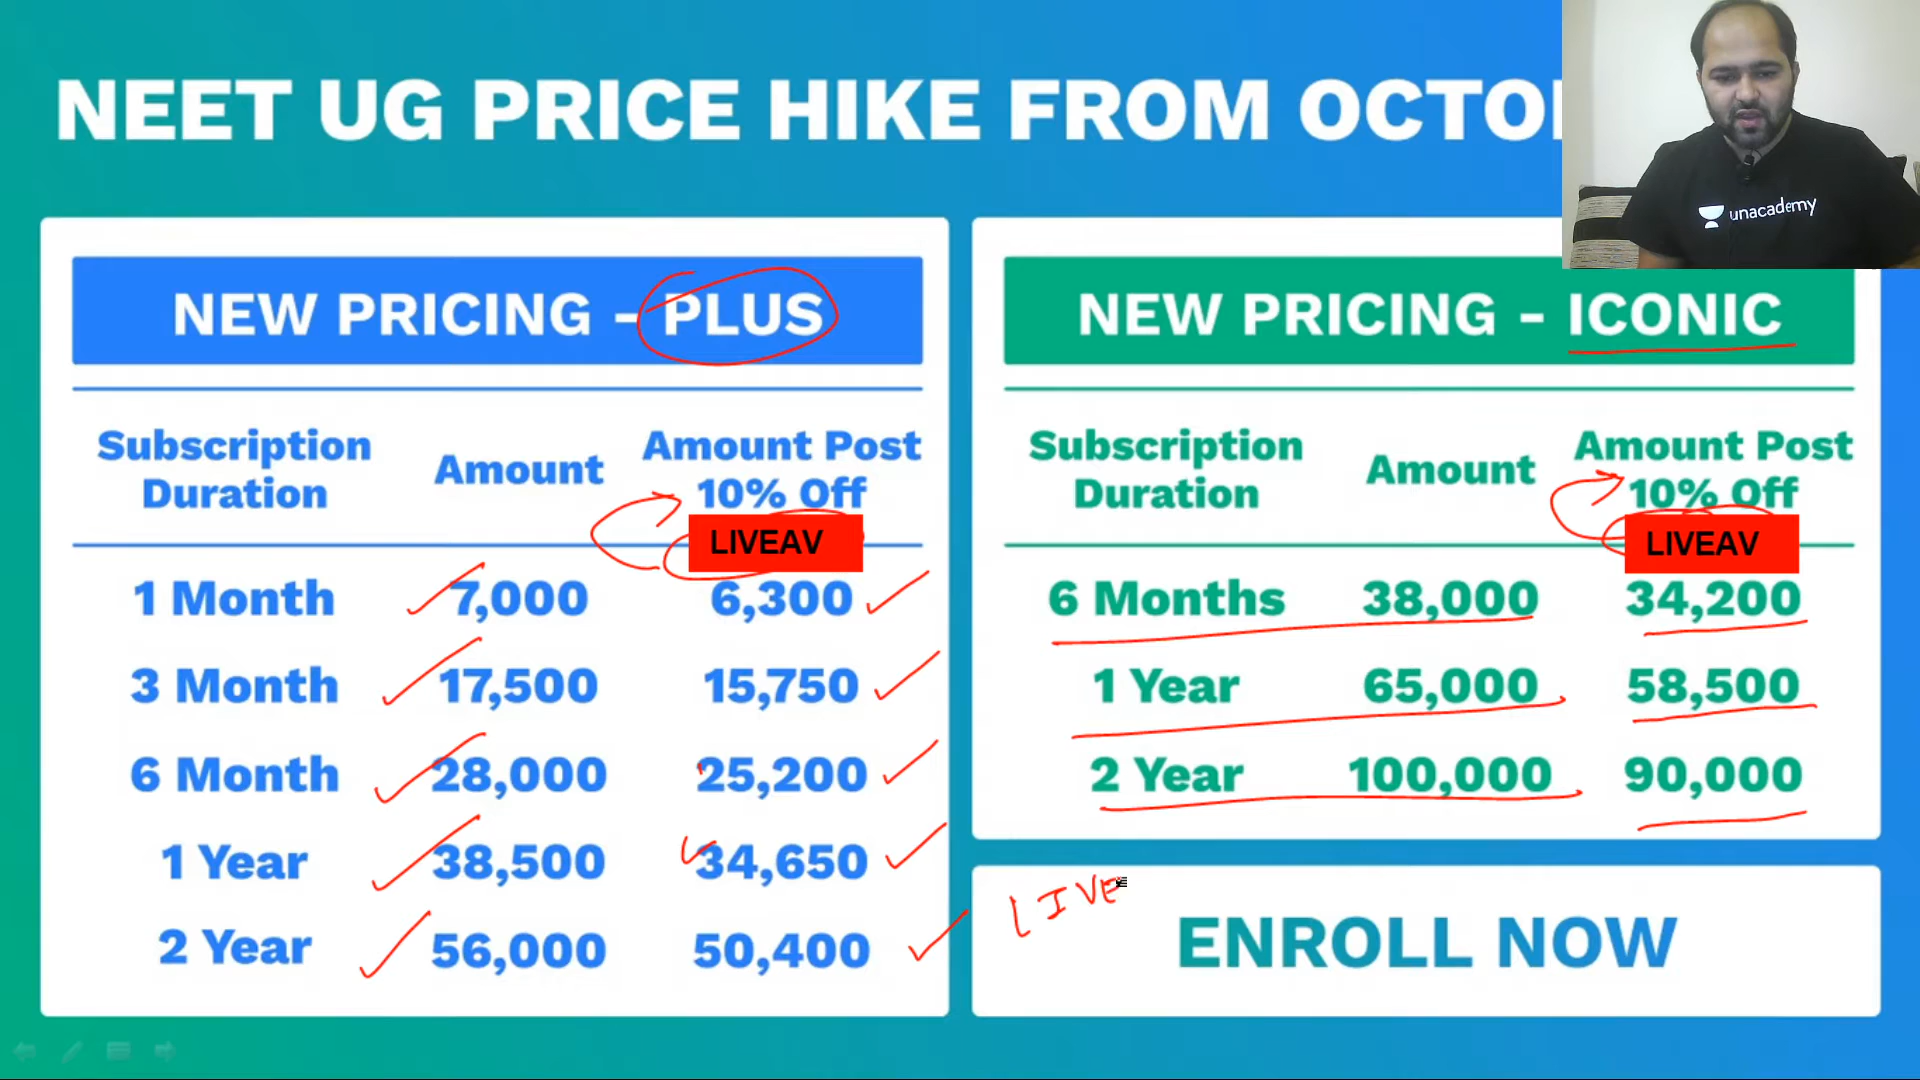 NEET UG PRICE HIKE FROM
unacademy
NEW PRICING - PLUS
Subscription Duration Amount Amount Post 10% Off
LIVEAV
1 Month 7,000 6,300
3 Month 17,500 15,750
6 Month 28,000 25,200
1 Year 38,500 34,650
2 Year 56,000 50,400
NEW PRICING - ICONIC
Subscription Duration Amount Amount Post 10% Off
LIVEAV
6 Months 38,000 34,200
1 Year 65,000 58,500
2 Year 100,000 90,000
LIVE
ENROLL NOW